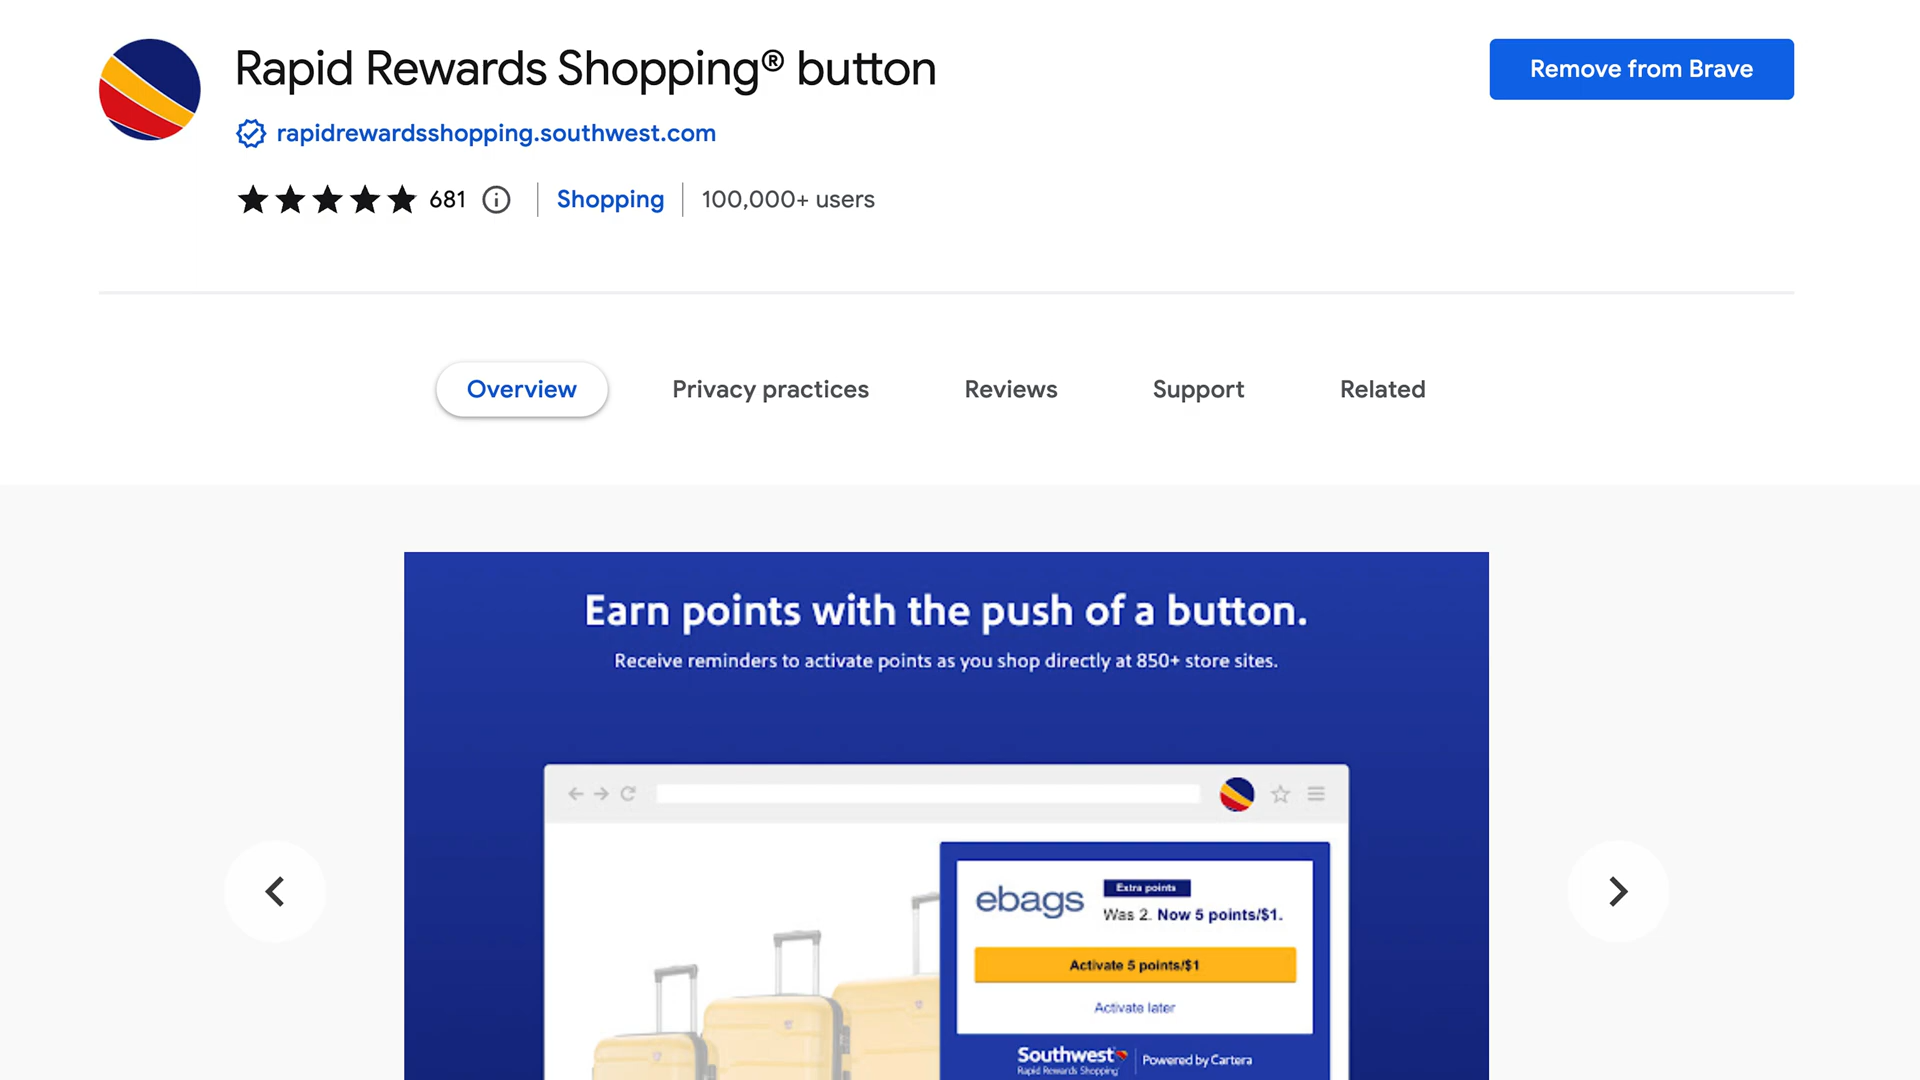 Rapid Rewards Shopping® button
Remove from Brave
rapidrewardsshopping.southwest.com
681
Shopping
100,000+ users
Overview
Privacy practices
Reviews
Support
Related
Earn points with the push of a button.
Receive reminders to activate points as you shop directly at 850+ store sites.
ebags
Extra points
Was 2. Now 5 points/$1.
Activate 5 points/$1
Activate later
Southwest
Rapid Rewards Shopping
Powered by Cartera